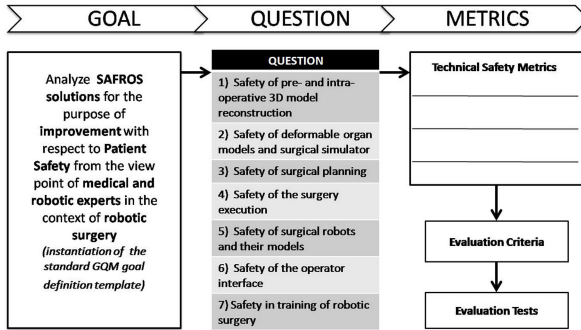 GOAL
QUESTION
METRICS
Analyze SAFROS
solutions for the
purpose of
improvement with
respect to Patient
Safety from the view
point of medical and
robotic experts in the
context of robotic
surgery
(instantiation of the
standard GQM goal
definition template)
QUESTION
1) Safety of pre- and intra-
operative 3D model
reconstruction
2) Safety of deformable organ
models and surgical simulator
3) Safety of surgical planning
4) Safety of the surgery
execution
5) Safety of surgical robots
and their models
6) Safety of the operator
interface
7) Safety in training of robotic
surgery
Technical Safety Metrics
Evaluation Criteria
Evaluation Tests